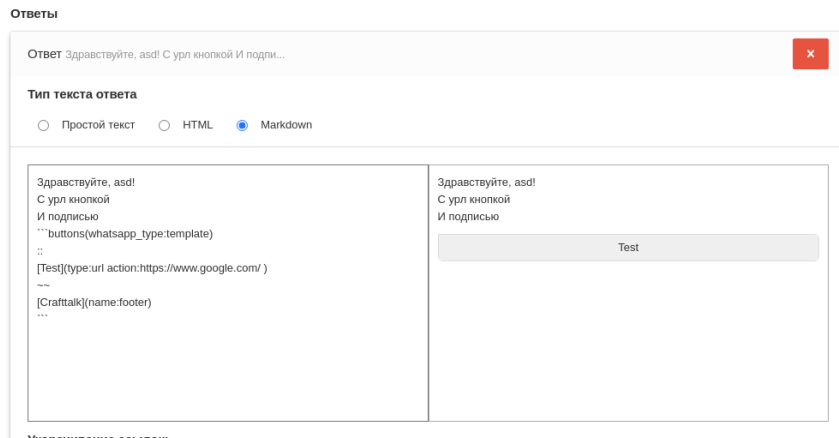 Ответы
Ответ Здравствуйте, asd! С урл кнопкой И подпи...
×
Тип текста ответа
Простой текст HTML Markdown
Здравствуйте, asd!
С урл кнопкой
И подписью
```buttons(whatsapp_type:template)
::
[Test](type:url action:https://www.google.com/ )
~~
[Crafttalk](name:footer)
```
Здравствуйте, asd!
С урл кнопкой
И подписью
Test